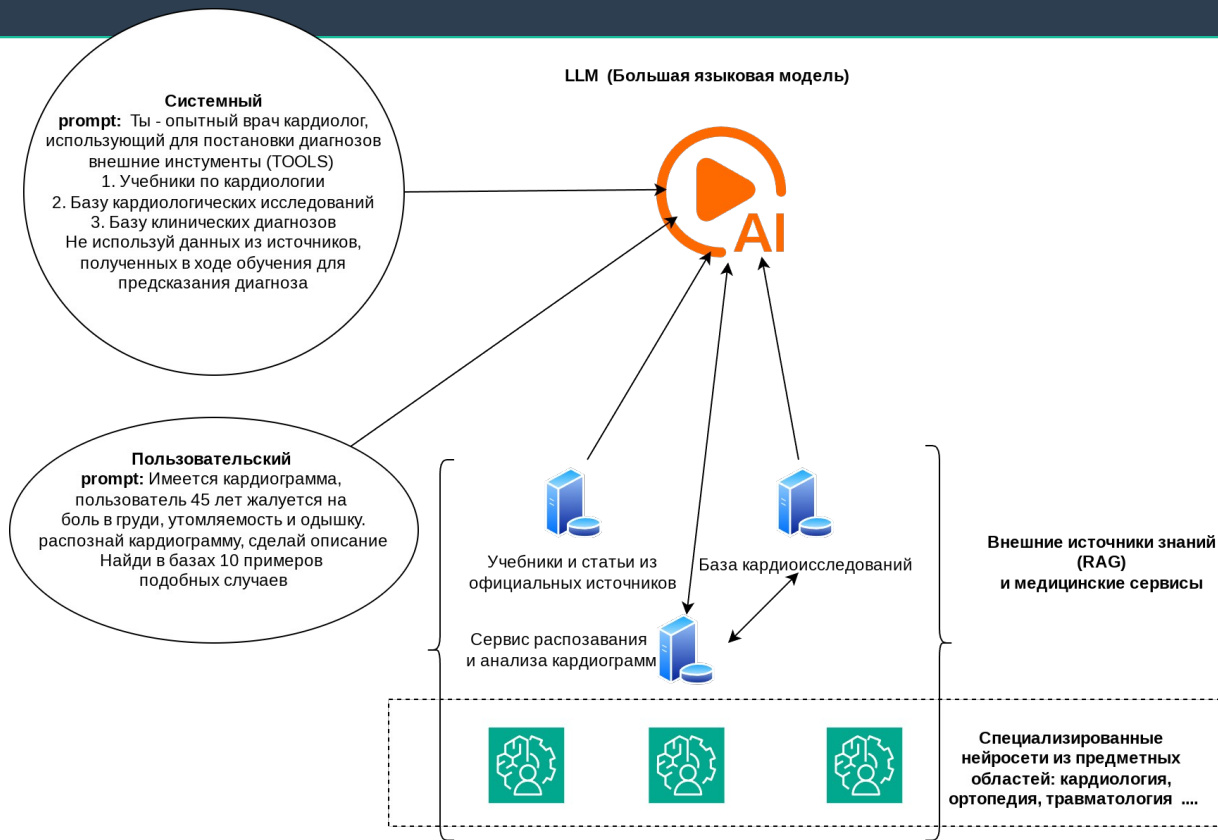 LLM (Большая языковая модель)
AI
Системный
prompt: Ты - опытный врач кардиолог,
использующий для постановки диагнозов
внешние инстументы (TOOLS)
1. Учебники по кардиологии
2. Базу кардиологических исследований
3. Базу клинических диагнозов
Не используй данных из источников,
полученных в ходе обучения для
предсказания диагноза
Пользовательский
prompt: Имеется кардиограмма,
пользователь 45 лет жалуется на
боль в груди, утомляемость и одышку.
распознай кардиограмму, сделай описание
Найди в базах 10 примеров
подобных случаев
Учебники и статьи из
официальных источников
База кардиоисследований
Сервис распозавания
и анализа кардиограмм
Внешние источники знаний
(RAG)
и медицинские сервисы
Специализированные
нейросети из предметных
областей: кардиология,
ортопедия, травматология ....